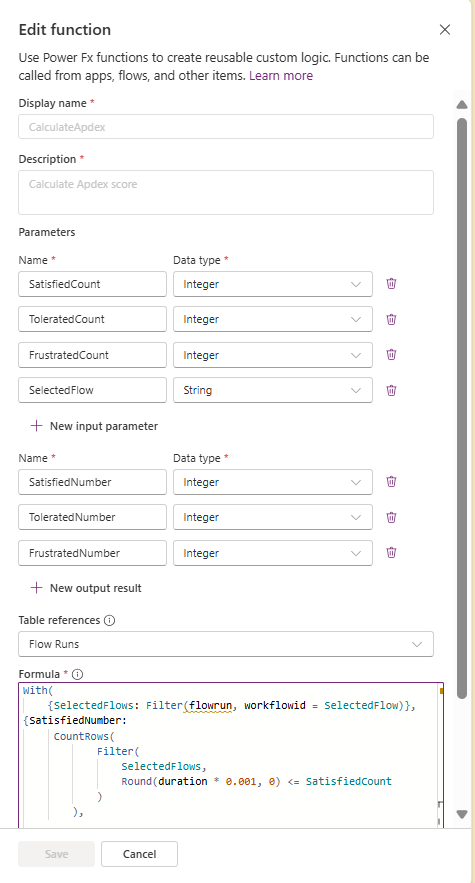 Edit function
Use Power Fx functions to create reusable custom logic. Functions can be
called from apps, flows, and other items. Learn more
Display name *
CalculateApdex
Description *
Calculate Apdex score
Parameters
Name * Data type *
SatisfiedCount Integer
ToleratedCount Integer
FrustratedCount Integer
SelectedFlow String
New input parameter
Name * Data type *
SatisfiedNumber Integer
ToleratedNumber Integer
FrustratedNumber Integer
New output result
Table references
Flow Runs
Formula *
With(
{SelectedFlows: Filter(flowrun, workflowid = SelectedFlow)},
{SatisfiedNumber:
CountRows(
Filter(
SelectedFlows,
Round(duration * 0.001, 0) <= SatisfiedCount
)
),
Save Cancel